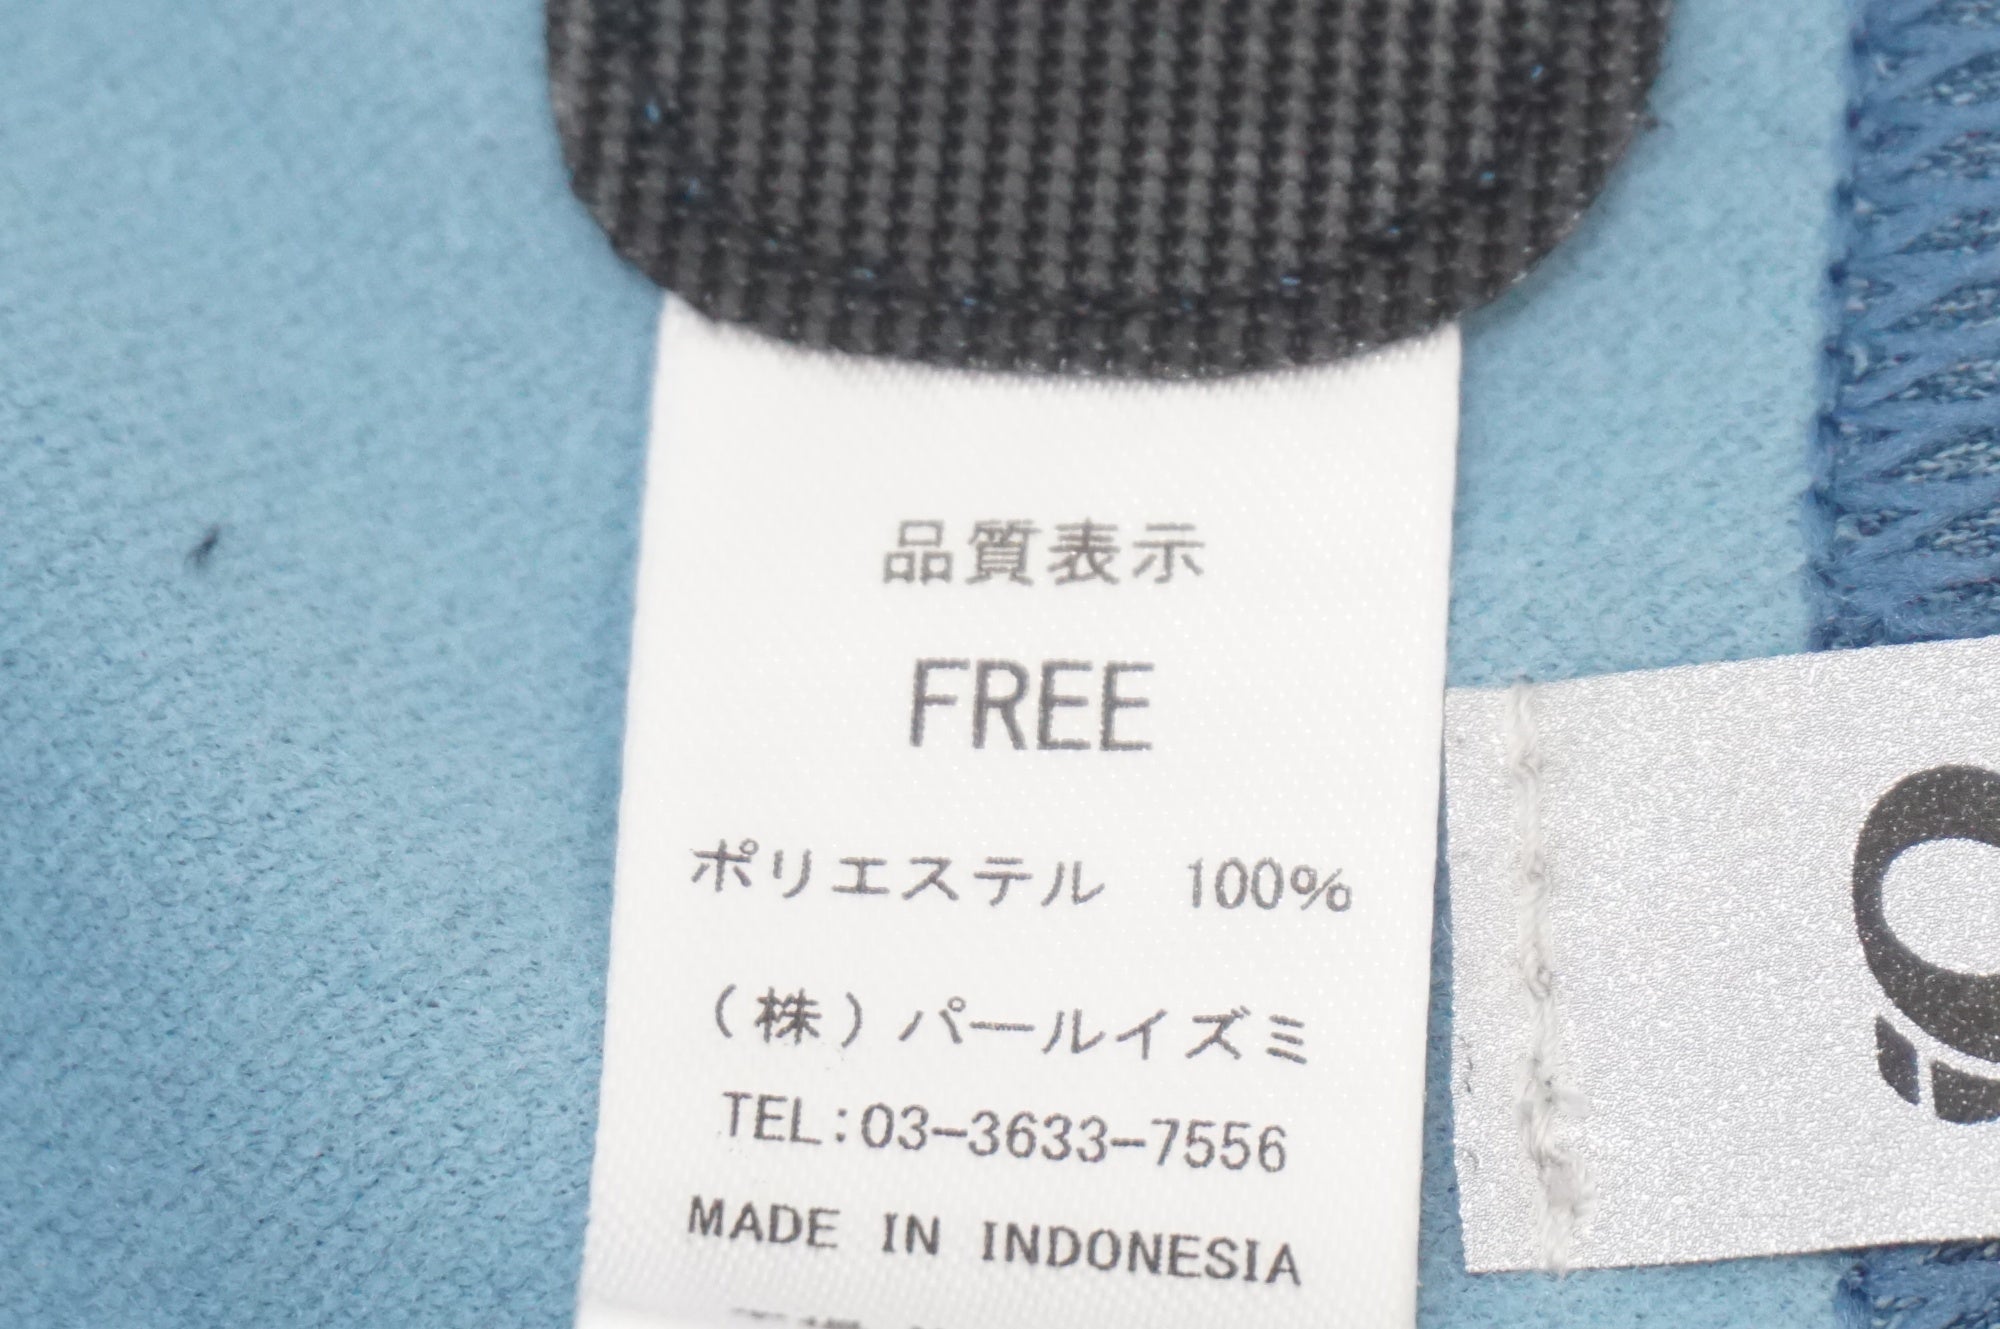 品質表示
FREE
ポリエステル　100%
（株）パールイズミ
TEL:03-3633-7556
MADE IN INDONESIA